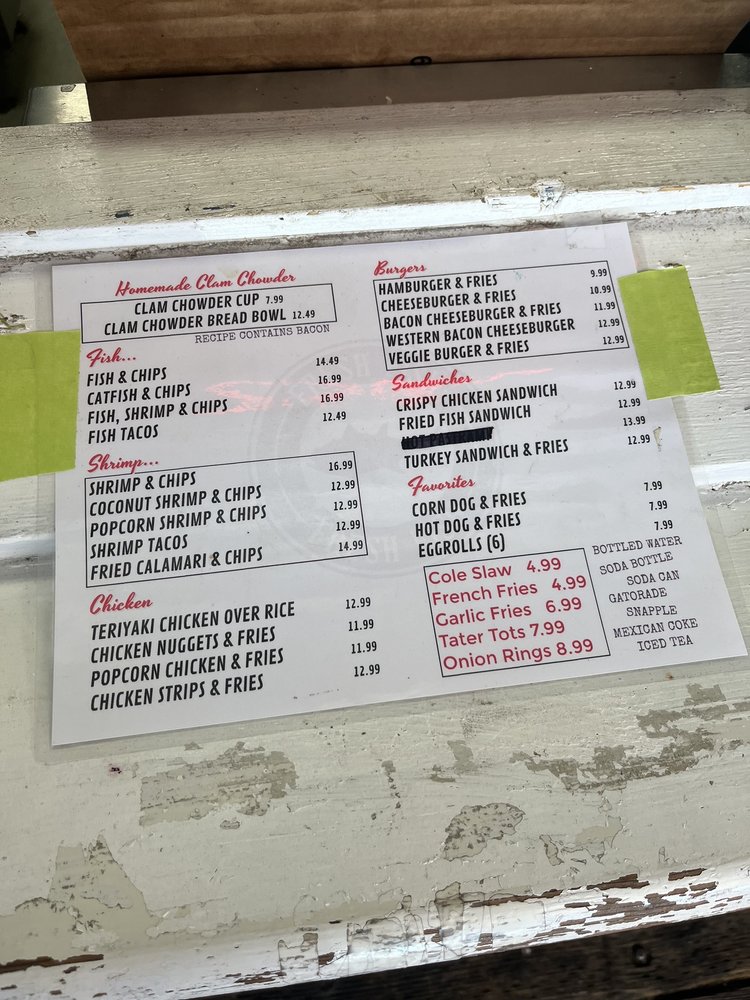 Homemade Clam Chowder
CLAM CHOWDER CUP 7.99
CLAM CHOWDER BREAD BOWL 12.49
RECIPE CONTAINS BACON
Fish...
FISH & CHIPS 14.49
CATFISH & CHIPS 16.99
FISH, SHRIMP & CHIPS 16.99
FISH TACOS 12.49
Shrimp...
SHRIMP & CHIPS 16.99
COCONUT SHRIMP & CHIPS 12.99
POPCORN SHRIMP & CHIPS 12.99
SHRIMP TACOS 12.99
FRIED CALAMARI & CHIPS 14.99
Chicken
TERIYAKI CHICKEN OVER RICE 12.99
CHICKEN NUGGETS & FRIES 11.99
POPCORN CHICKEN & FRIES 11.99
CHICKEN STRIPS & FRIES 12.99
Burgers
HAMBURGER & FRIES 9.99
CHEESEBURGER & FRIES 10.99
BACON CHEESEBURGER & FRIES 11.99
WESTERN BACON CHEESEBURGER 12.99
VEGGIE BURGER & FRIES 12.99
Sandwiches
CRISPY CHICKEN SANDWICH 12.99
FRIED FISH SANDWICH 12.99
HOT PASTRAMI 13.99
TURKEY SANDWICH & FRIES 12.99
Favorites
CORN DOG & FRIES 7.99
HOT DOG & FRIES 7.99
EGGROLLS (6) 7.99
Cole Slaw 4.99
French Fries 4.99
Garlic Fries 6.99
Tater Tots 7.99
Onion Rings 8.99
BOTTLED WATER
SODA BOTTLE
SODA CAN
GATORADE
SNAPPLE
MEXICAN COKE
ICED TEA